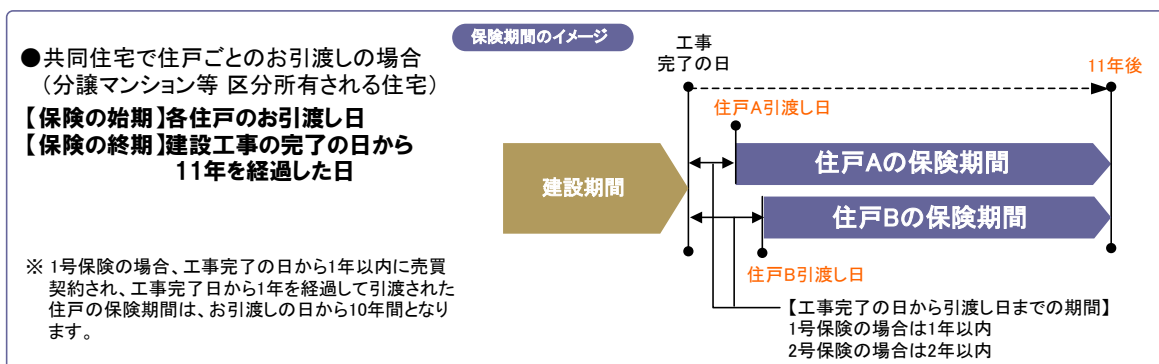 保険期間のイメージ
●共同住宅で住戸ごとのお引渡しの場合
（分譲マンション等 区分所有される住宅）
【保険の始期】各住戸のお引渡し日
【保険の終期】建設工事の完了の日から
11年を経過した日
※ 1号保険の場合、工事完了の日から1年以内に売買
契約され、工事完了日から1年を経過して引渡された
住戸の保険期間は、お引渡しの日から10年間となり
ます。
工事
完了の日
11年後
住戸A引渡し日
建設期間
住戸Aの保険期間
住戸Bの保険期間
住戸B引渡し日
【工事完了の日から引渡し日までの期間】
1号保険の場合は1年以内
2号保険の場合は2年以内